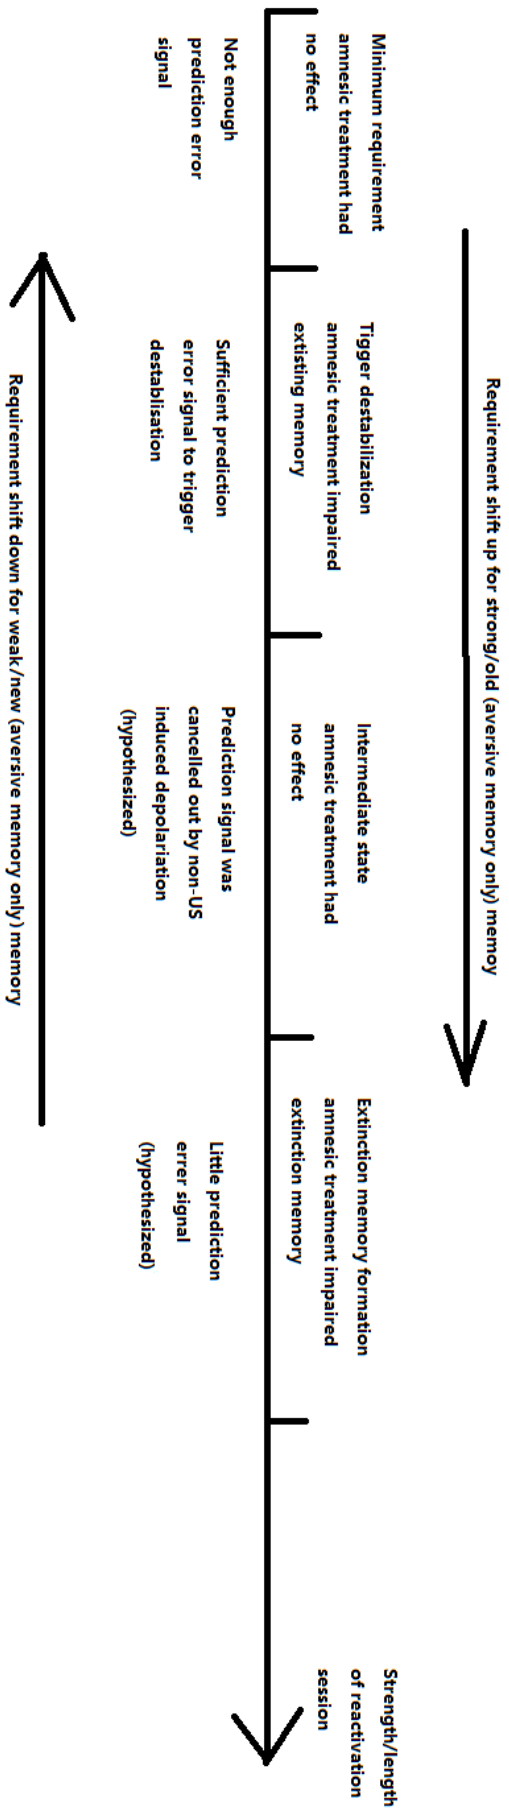 Requirement shift up for strong/old (aversive memory only) memoy
Minimum requirement
amnesic treatment had
no effect
Tigger destabilization
amnesic treatment impaired
extisting memory
Intermediate state
amnesic treatment had
no effect
Extinction memory formation
amnesic treatment impaired
extinction memory
Strength/length
of reactivation
session
Not enough
prediction error
signal
Sufficient prediction
error signal to trigger
destablisation
Prediction signal was
cancelled out by non-US
induced depolariation
(hypothesized)
Little prediction
errer signal
(hypothesized)
Requirement shift down for weak/new (aversive memory only) memory